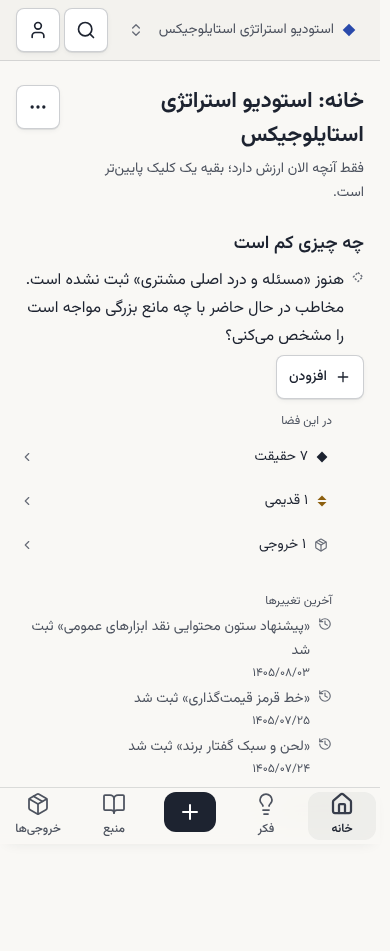 استودیو استراتژی استایلوجیکس
خانه: استودیو استراتژی
استایلوجیکس
فقط آنچه الان ارزش دارد؛ بقیه یک کلیک پایین‌تر
است.
چه چیزی کم است
هنوز «مسئله و درد اصلی مشتری» ثبت نشده است.
مخاطب در حال حاضر با چه مانع بزرگی مواجه است
را مشخص می‌کنی؟
افزودن
در این فضا
۷ حقیقت
۱ قدیمی
۱ خروجی
آخرین تغییرها
«پیشنهاد ستون محتوایی نقد ابزارهای عمومی» ثبت
شد
۱۴۰۵/۰۸/۰۳
«خط قرمز قیمت‌گذاری» ثبت شد
۱۴۰۵/۰۷/۲۵
«لحن و سبک گفتار برند» ثبت شد
۱۴۰۵/۰۷/۲۴
خانه
فکر
منبع
خروجی‌ها